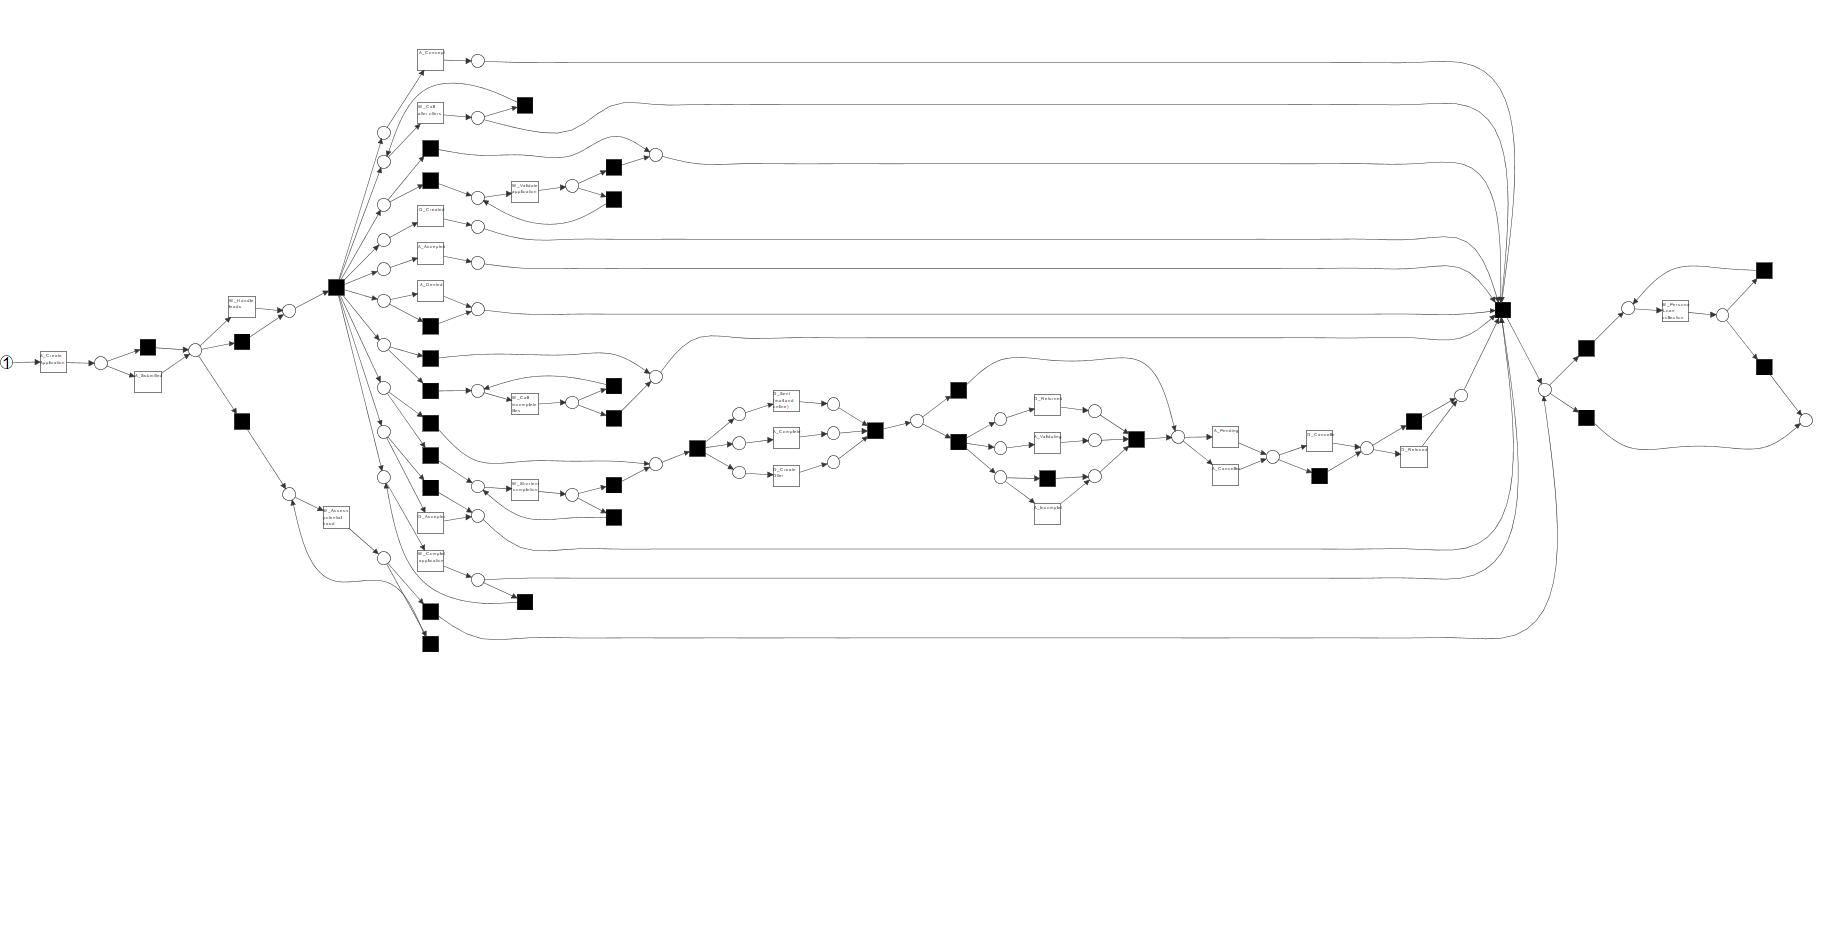 1
A_Create
Application
A_Submitted
W_Handle
leads
W_Assess
potential
fraud
A_Concept
W_Call
after offers
W_Validate
application
O_Created
A_Accepted
A_Denied
W_Call
incomplete
files
W_Shorten
completion
O_Accepted
W_Complete
application
O_Sent
(mail and
online)
A_Complete
O_Create
Offer
O_Returned
A_Validating
A_Incomplete
A_Pending
A_Cancelled
O_Cancelled
O_Refused
W_Personal
Loan
collection